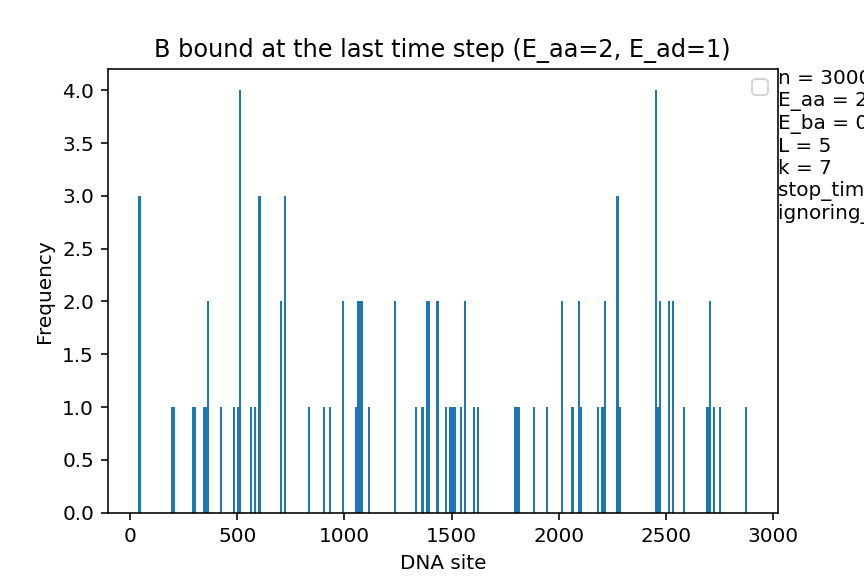 B bound at the last time step (E_aa=2, E_ad=1)
n = 3000
E_aa = 2
E_ba = 0
L = 5
k = 7
stop_tim
ignoring_
Frequency
4.0
3.5
3.0
2.5
2.0
1.5
1.0
0.5
0.0
0 500 1000 1500 2000 2500 3000
DNA site